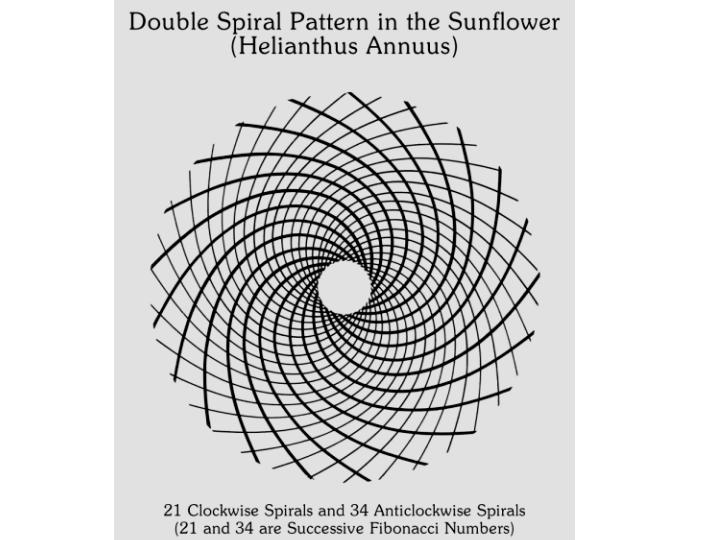 Double Spiral Pattern in the Sunflower
(Helianthus Annuus)
21 Clockwise Spirals and 34 Anticlockwise Spirals
(21 and 34 are Successive Fibonacci Numbers)